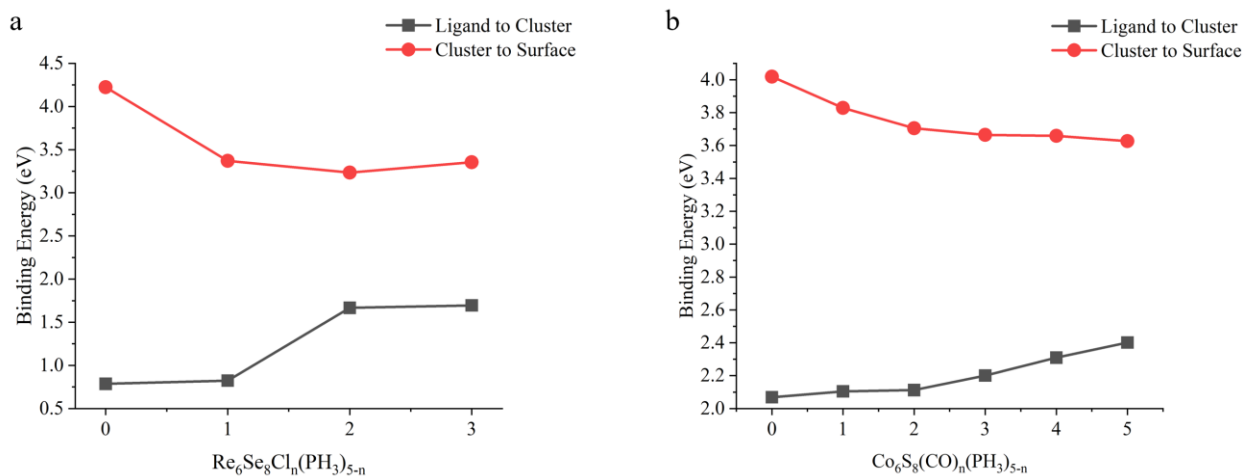 a
Ligand to Cluster
Cluster to Surface
4.5
4.0
3.5
3.0
2.5
2.0
1.5
1.0
0.5
Binding Energy (eV)
0 1 2 3
Re₆Se₈Clₙ(PH₃)₅₋ₙ
b
Ligand to Cluster
Cluster to Surface
4.0
3.8
3.6
3.4
3.2
3.0
2.8
2.6
2.4
2.2
2.0
Binding Energy (eV)
0 1 2 3 4 5
Co₆S₈(CO)ₙ(PH₃)₅₋ₙ